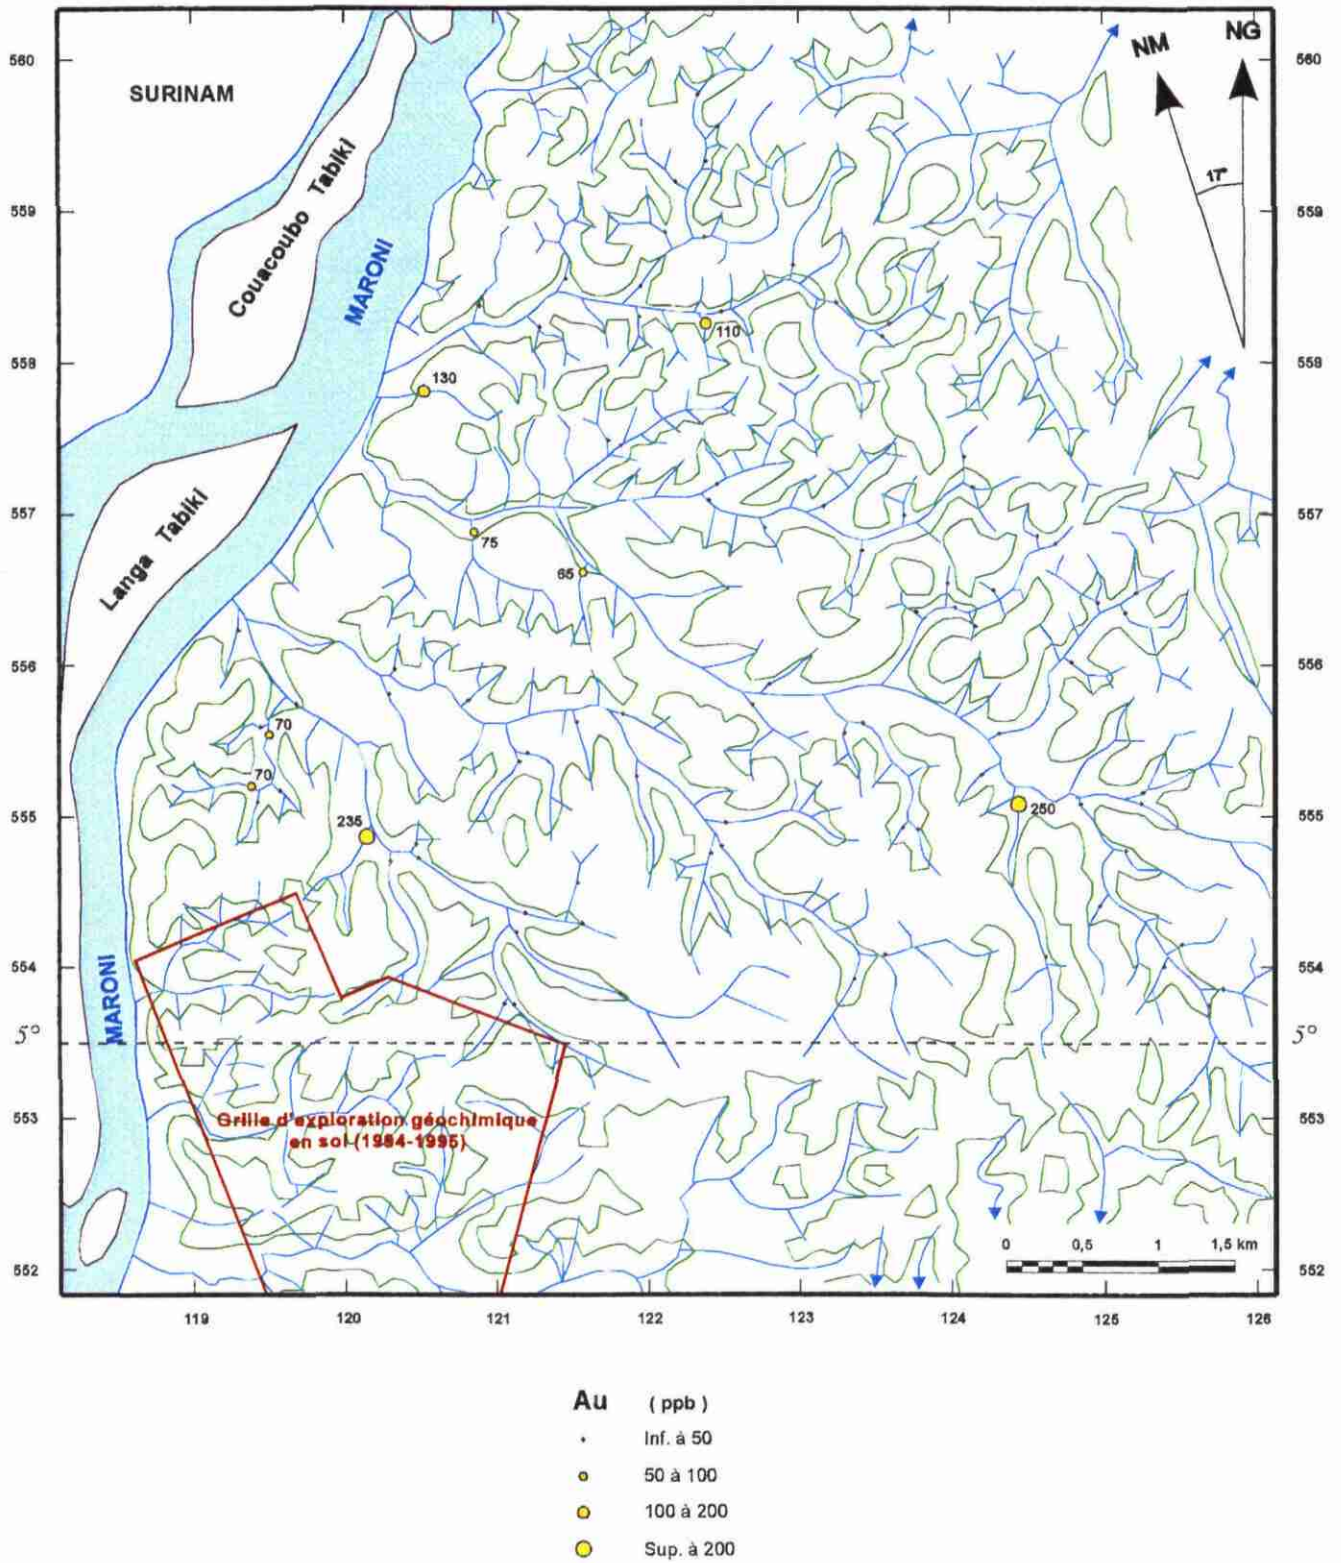 560
559
558
557
556
555
554
5°
553
552
SURINAM
Couacoubo Tabiki
MARONI
Langa Tabiki
MARONI
NM
NG
17°
110
130
75
65
70
70
235
250
Grille d'exploration géochimique
en sol (1994-1995)
0 0,5 1 1,5 km
560
559
558
557
556
555
554
5°
553
552
119 120 121 122 123 124 125 126
Au (ppb)
Inf. à 50
50 à 100
100 à 200
Sup. à 200